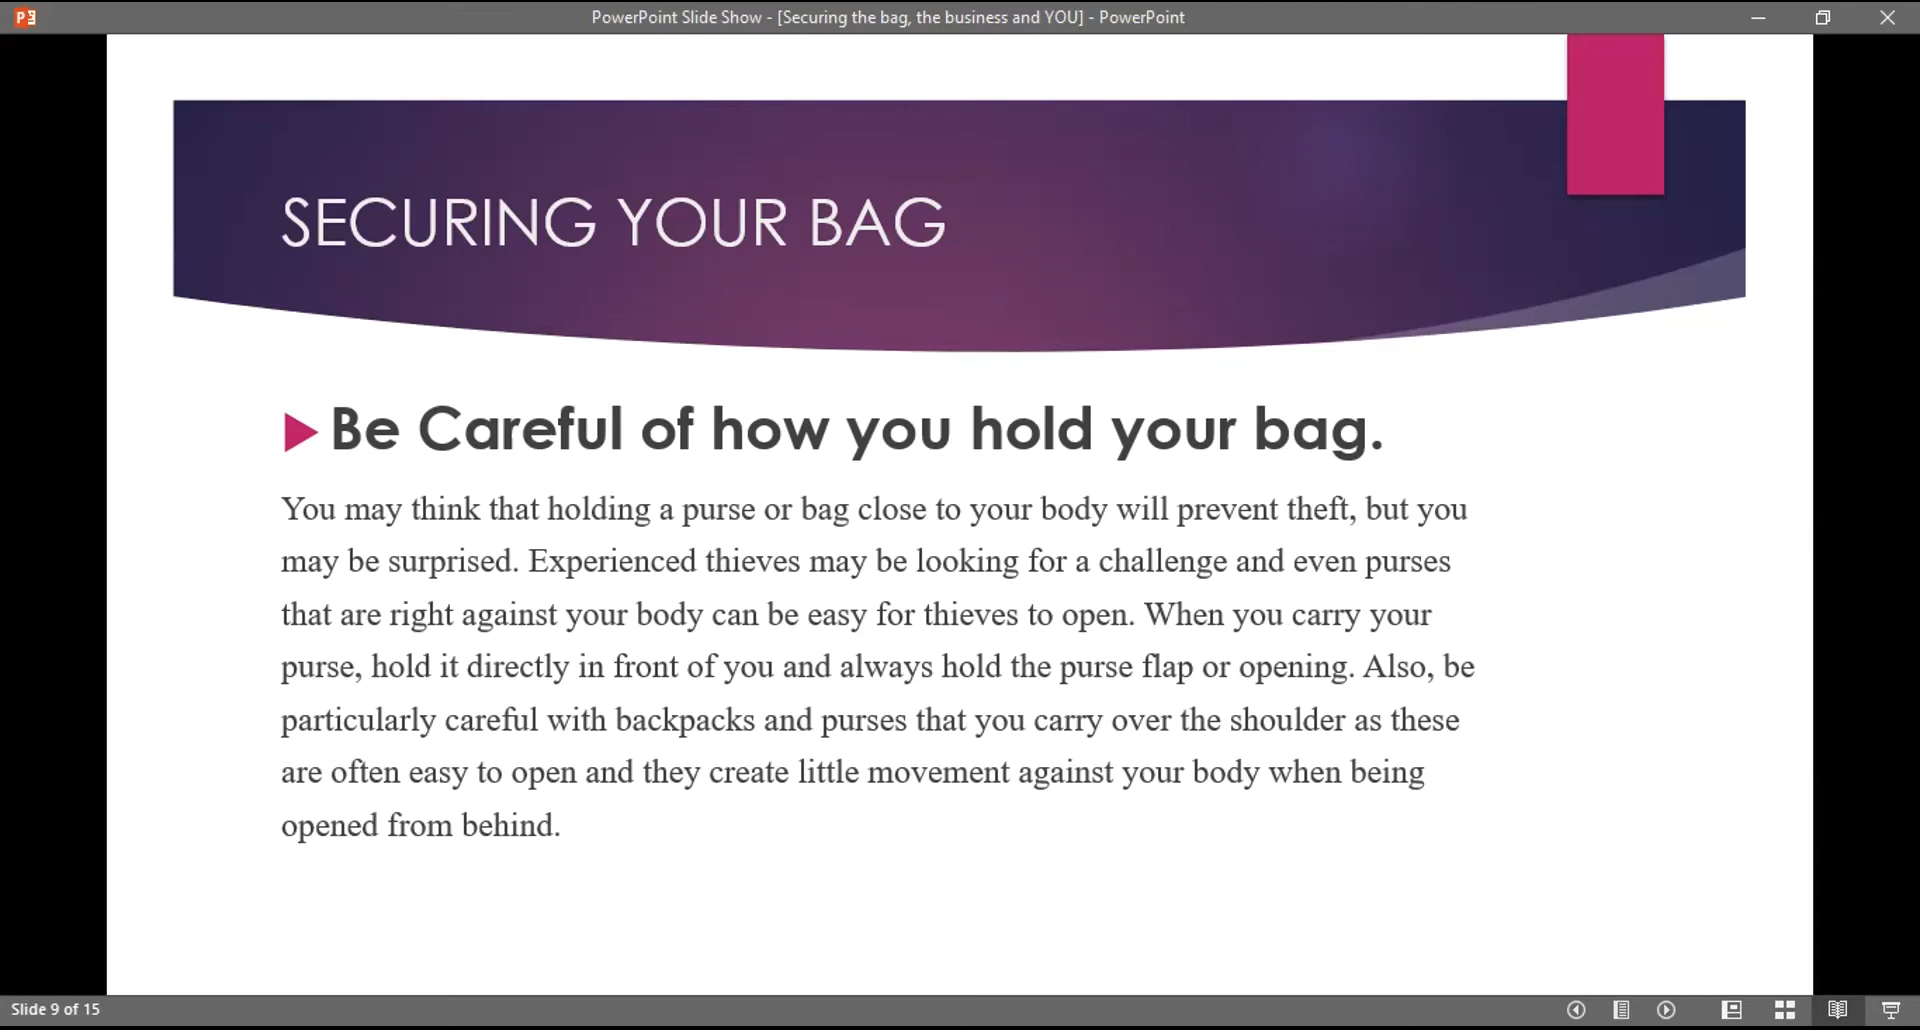 PowerPoint Slide Show - [Securing the bag, the business and YOU] - PowerPoint
SECURING YOUR BAG
Be Careful of how you hold your bag.
You may think that holding a purse or bag close to your body will prevent theft, but you
may be surprised. Experienced thieves may be looking for a challenge and even purses
that are right against your body can be easy for thieves to open. When you carry your
purse, hold it directly in front of you and always hold the purse flap or opening. Also, be
particularly careful with backpacks and purses that you carry over the shoulder as these
are often easy to open and they create little movement against your body when being
opened from behind.
Slide 9 of 15